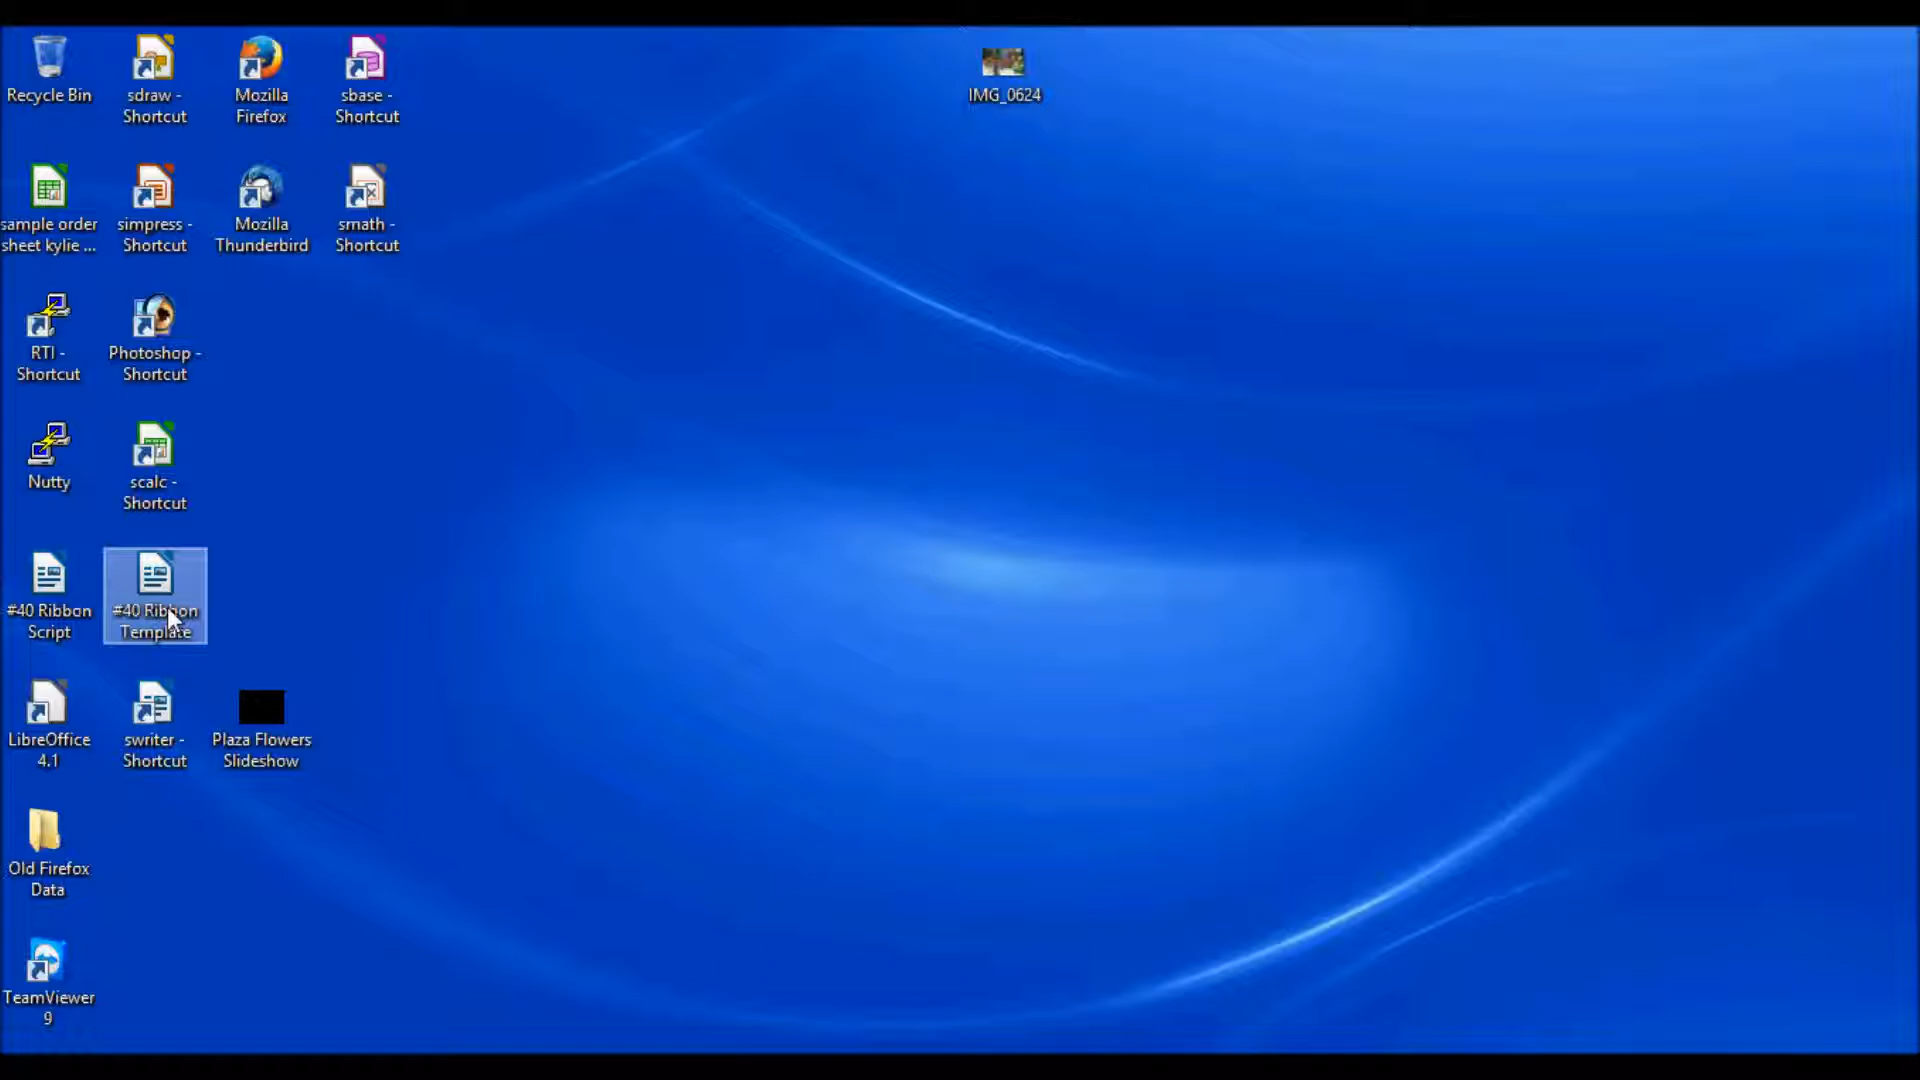 Recycle Bin
sdraw -
Shortcut
Mozilla
Firefox
sbase -
Shortcut
IMG_0624
sample order
sheet kylie ...
simpress -
Shortcut
Mozilla
Thunderbird
smath -
Shortcut
RTI -
Shortcut
Photoshop -
Shortcut
Nutty
scalc -
Shortcut
#40 Ribbon
Script
#40 Ribbon
Template
LibreOffice
4.1
swriter -
Shortcut
Plaza Flowers
Slideshow
Old Firefox
Data
TeamViewer
9